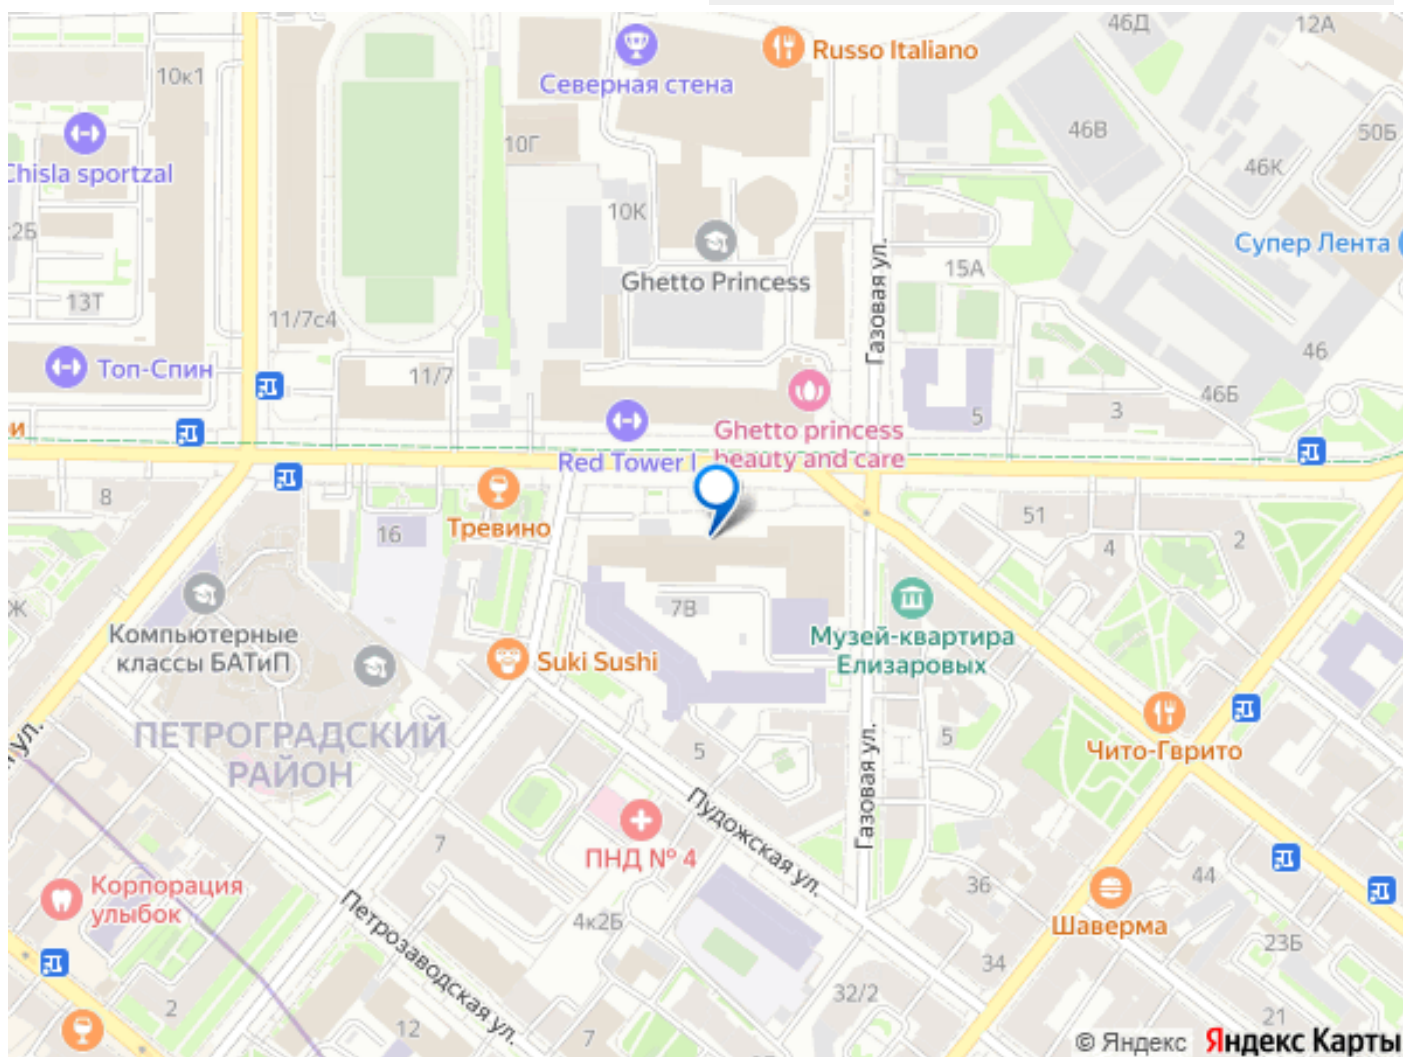 46Д
12А
Russo Italiano
Северная стена
10к1
Chisla sportzal
10Г
46В
50Б
46К
10К
2Б
Ghetto Princess
Супер Лента
Газовая ул.
15А
13Т
11/7с4
Топ-Спин
11/7
46
46Б
5
3
и
Ghetto princess
beauty and care
Red Tower I
8
16
Тревино
51
4
2
Ж
7В
Компьютерные
классы БАТиП
Suki Sushi
Музей-квартира
Елизаровых
ПЕТРОГРАДСКИЙ
РАЙОН
ул.
5
5
Чито-Гврито
Газовая ул.
Пудожская ул.
ПНД № 4
7
Корпорация
улыбок
36
44
Шаверма
4к2Б
23Б
Петрозаводская ул.
34
32/2
2
12
7
21
© Яндекс Яндекс Карты